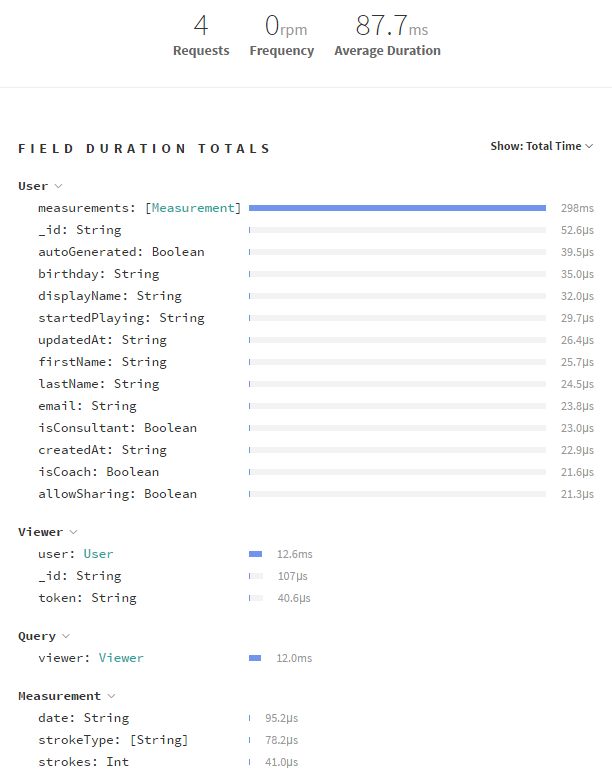 4 0rpm 87.7ms
Requests Frequency Average Duration
FIELD DURATION TOTALS Show: Total Time
User
measurements: [Measurement] 298ms
_id: String 52.6µs
autoGenerated: Boolean 39.5µs
birthday: String 35.0µs
displayName: String 32.0µs
startedPlaying: String 29.7µs
updatedAt: String 26.4µs
firstName: String 25.7µs
lastName: String 24.5µs
email: String 23.8µs
isConsultant: Boolean 23.0µs
createdAt: String 22.9µs
isCoach: Boolean 21.6µs
allowSharing: Boolean 21.3µs
Viewer
user: User 12.6ms
_id: String 107µs
token: String 40.6µs
Query
viewer: Viewer 12.0ms
Measurement
date: String 95.2µs
strokeType: [String] 78.2µs
strokes: Int 41.0µs